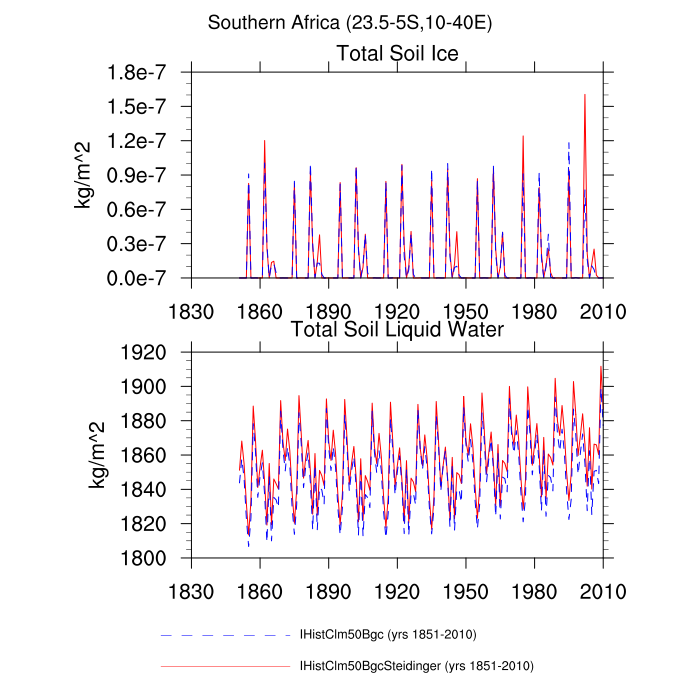 Southern Africa (23.5-5S,10-40E)
Total Soil Ice
1.8e-7
1.5e-7
1.2e-7
0.9e-7
0.6e-7
0.3e-7
0.0e-7
kg/m^2
1830 1860 1890 1920 1950 1980 2010
Total Soil Liquid Water
1920
1900
1880
1860
1840
1820
1800
kg/m^2
1830 1860 1890 1920 1950 1980 2010
IHistClm50Bgc (yrs 1851-2010)
IHistClm50BgcSteidinger (yrs 1851-2010)